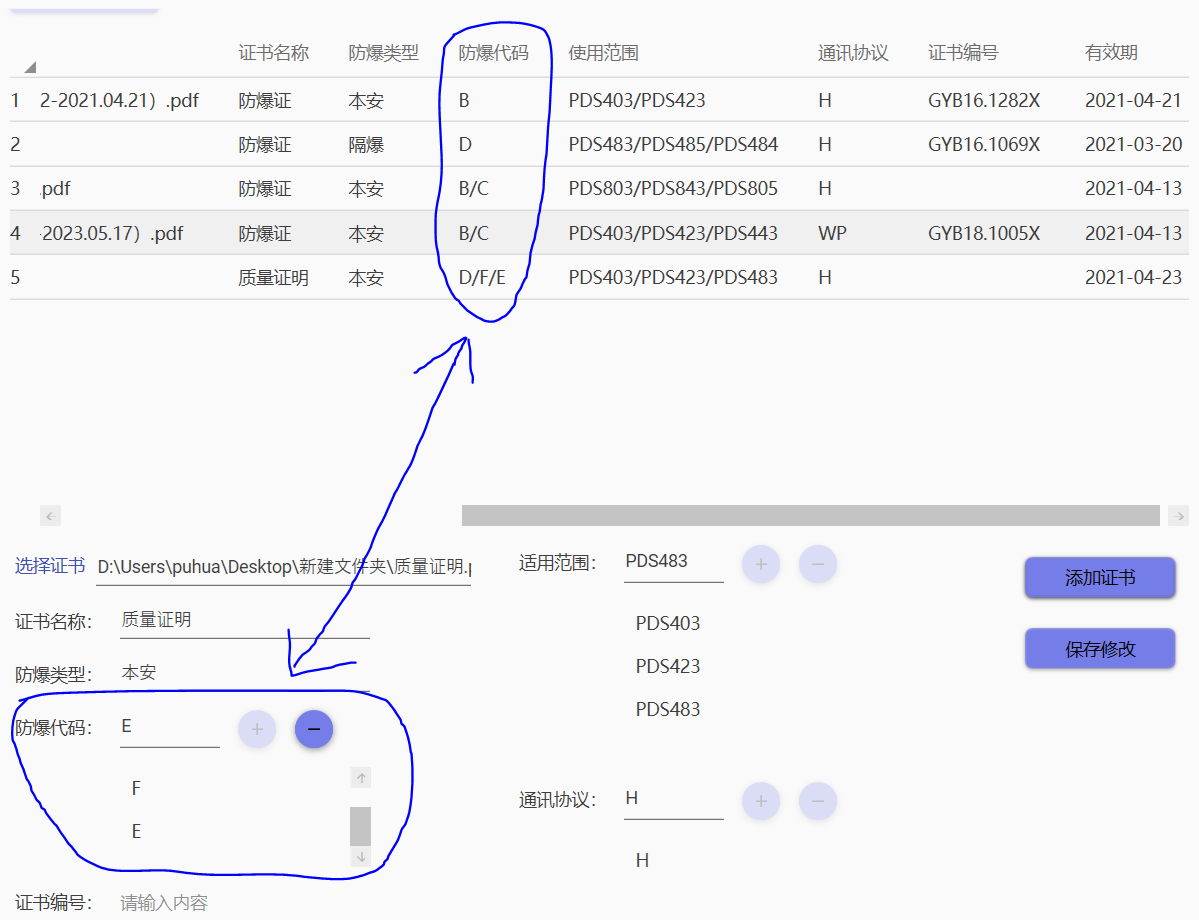 证书名称 防爆类型 防爆代码 使用范围 通讯协议 证书编号 有效期
1 2-2021.04.21）.pdf 防爆证 本安 B PDS403/PDS423 H GYB16.1282X 2021-04-21
2 防爆证 隔爆 D PDS483/PDS485/PDS484 H GYB16.1069X 2021-03-20
3 .pdf 防爆证 本安 B/C PDS803/PDS843/PDS805 H 2021-04-13
4 -2023.05.17）.pdf 防爆证 本安 B/C PDS403/PDS423/PDS443 WP GYB18.1005X 2021-04-13
5 质量证明 本安 D/F/E PDS403/PDS423/PDS483 H 2021-04-23
选择证书 D:\Users\puhua\Desktop\新建文件夹\质量证明.p
证书名称： 质量证明
防爆类型： 本安
防爆代码： E + −
F
E
证书编号： 请输入内容
适用范围： PDS483 + −
PDS403
PDS423
PDS483
通讯协议： H + −
H
添加证书
保存修改